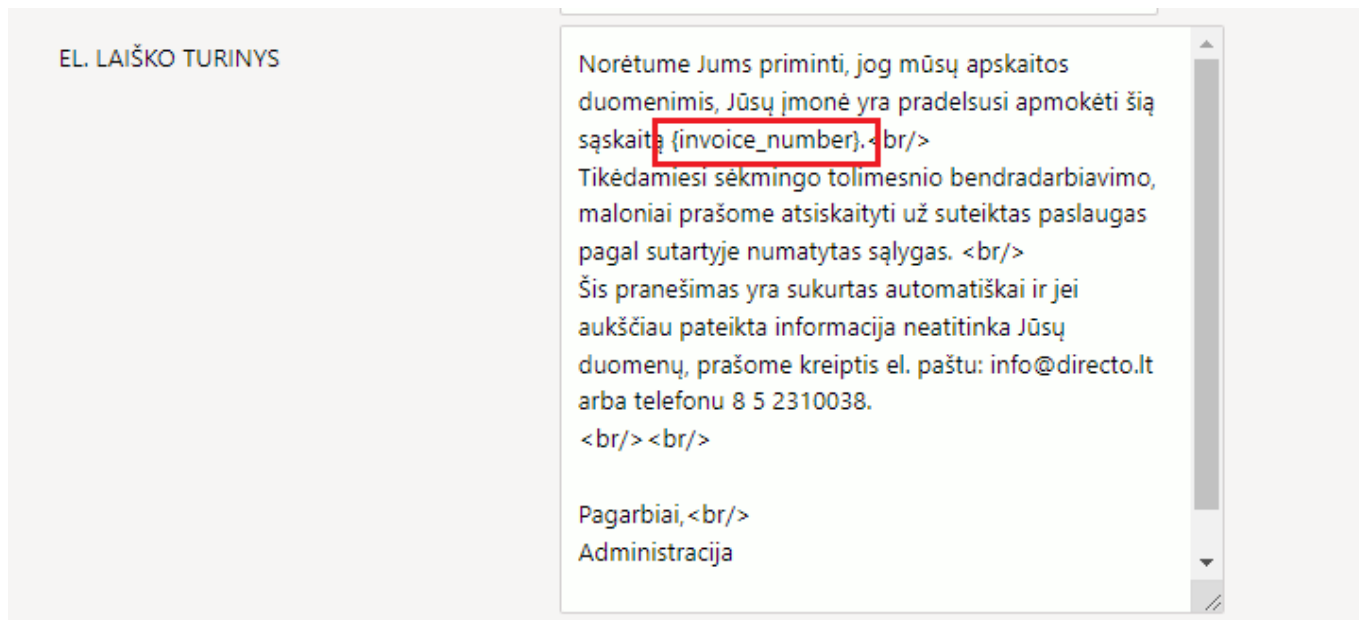 EL. LAIŠKO TURINYS
Norėtume Jums priminti, jog mūsų apskaitos
duomenimis, Jūsų įmonė yra pradelsusi apmokėti šią
sąskaitą {invoice_number}.<br/>
Tikėdamiesi sėkmingo tolimesnio bendradarbiavimo,
maloniai prašome atsiskaityti už suteiktas paslaugas
pagal sutartyje numatytas sąlygas. <br/>
Šis pranešimas yra sukurtas automatiškai ir jei
aukščiau pateikta informacija neatitinka Jūsų
duomenų, prašome kreiptis el. paštu: info@directo.lt
arba telefonu 8 5 2310038.
<br/><br/>
Pagarbiai,<br/>
Administracija